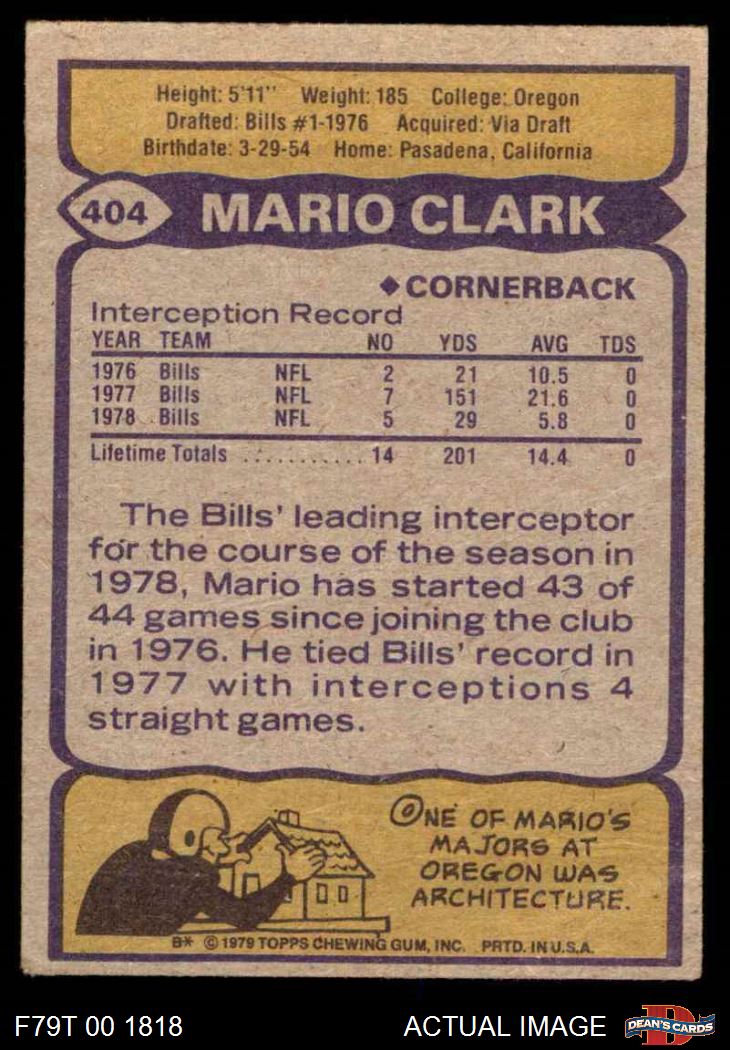 Height: 5'11'' Weight: 185 College: Oregon
Drafted: Bills #1-1976 Acquired: Via Draft
Birthdate: 3-29-54 Home: Pasadena, California
404 MARIO CLARK
◆ CORNERBACK
Interception Record
YEAR TEAM NO YDS AVG TDS
1976 Bills NFL 2 21 10.5 0
1977 Bills NFL 7 151 21.6 0
1978 Bills NFL 5 29 5.8 0
Lifetime Totals ............ 14 201 14.4 0
The Bills' leading interceptor
for the course of the season in
1978, Mario has started 43 of
44 games since joining the club
in 1976. He tied Bills' record in
1977 with interceptions 4
straight games.
ONE OF MARIO'S
MAJORS AT
OREGON WAS
ARCHITECTURE.
B* © 1979 TOPPS CHEWING GUM, INC. PRTD. IN U.S.A.
F79T 00 1818 ACTUAL IMAGE D DEAN'S CARDS